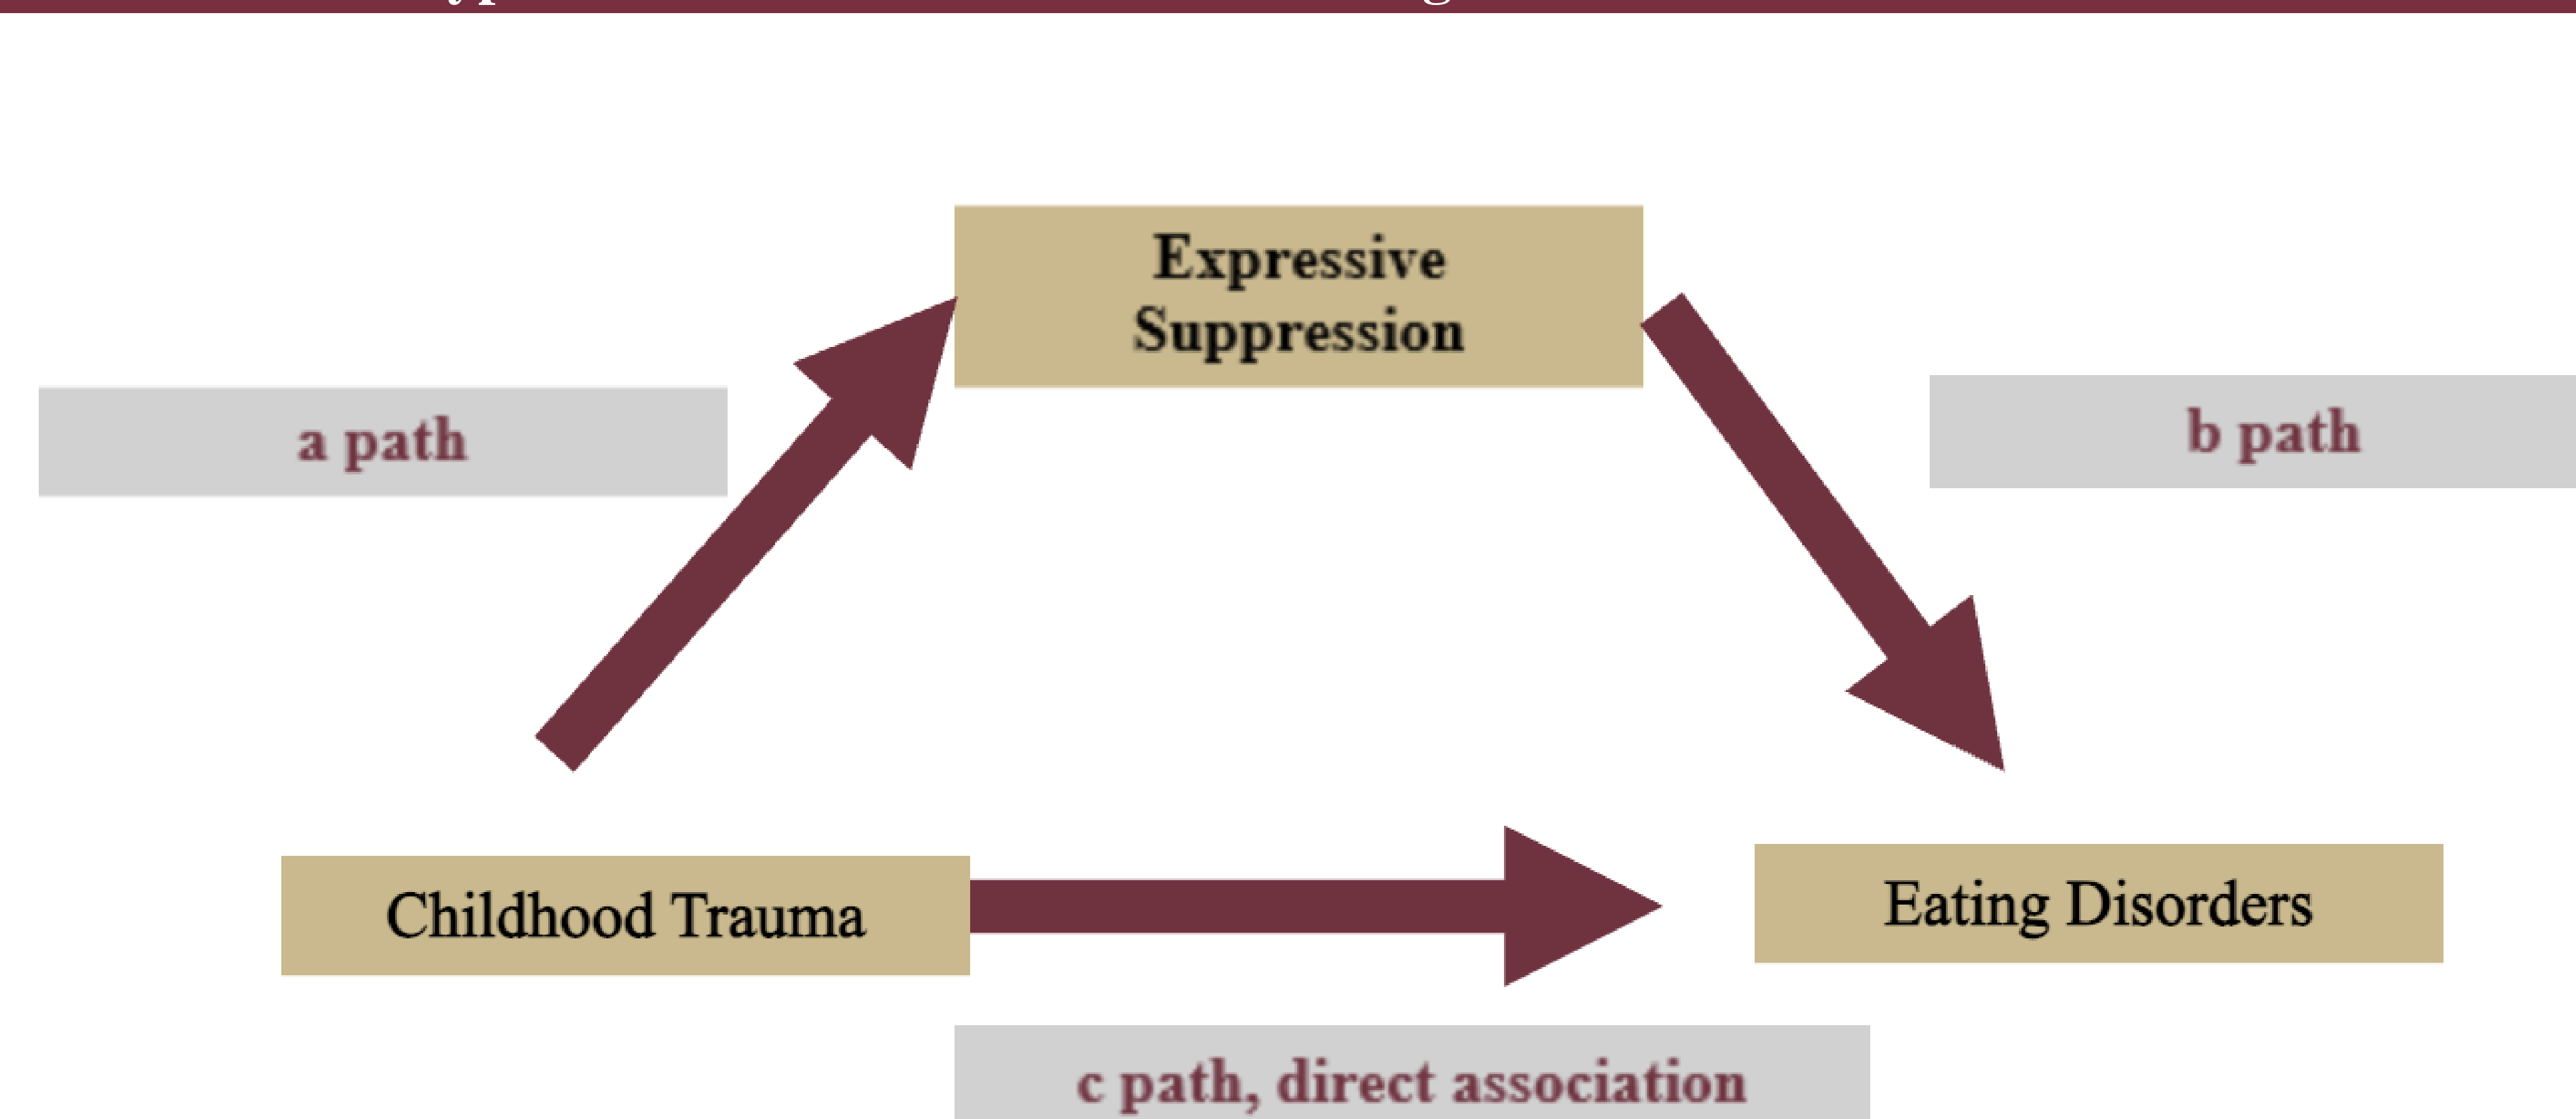 Expressive
Suppression
a path
b path
Childhood Trauma
Eating Disorders
c path, direct association